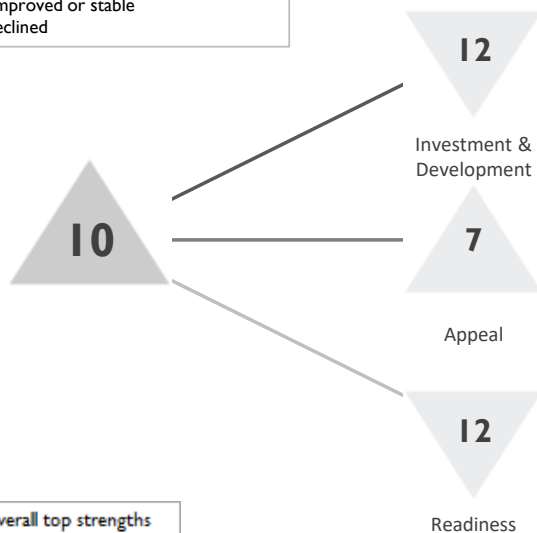 mproved or stable
eclined
12
Investment &
Development
10
7
Appeal
12
verall top strengths
Readiness